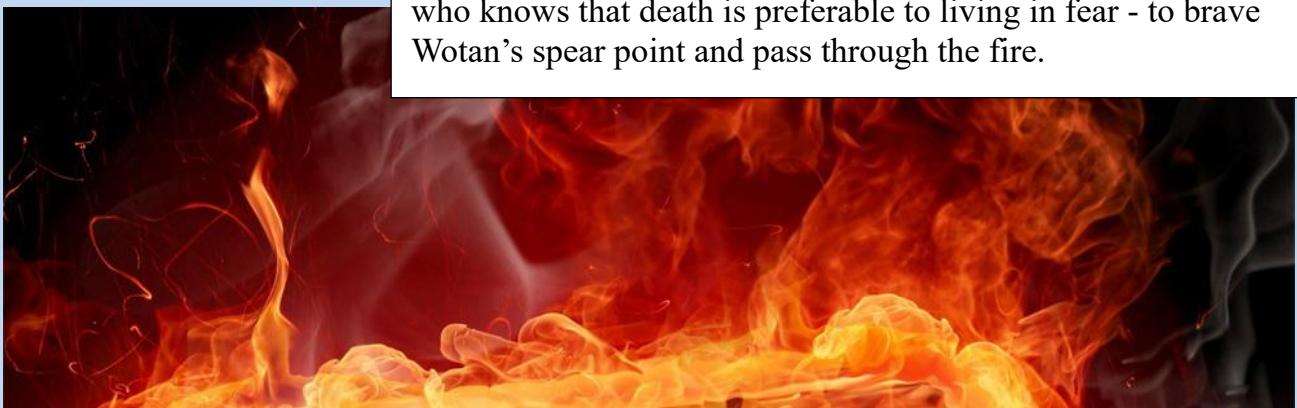 who knows that death is preferable to living in fear - to brave
Wotan’s spear point and pass through the fire.